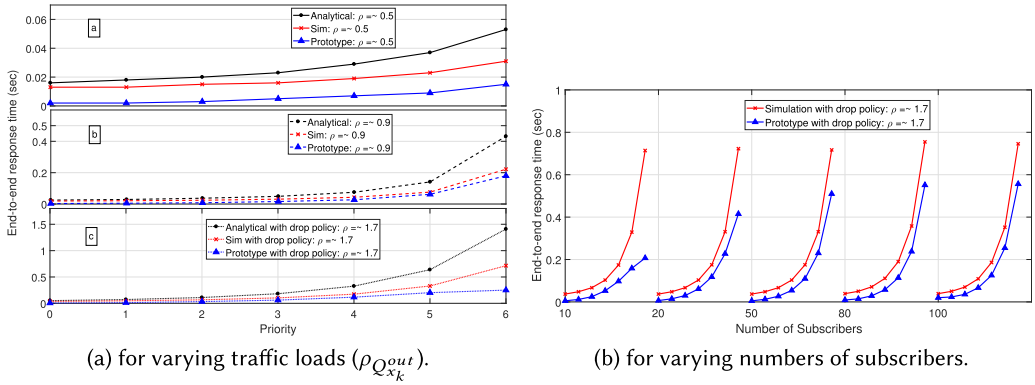 End-to-end response time (sec)
0.06
0.04
0.02
0
a
Analytical: ρ =~ 0.5
Sim: ρ =~ 0.5
Prototype: ρ =~ 0.5
0.5
0.4
0.2
0
b
Analytical: ρ =~ 0.9
Sim: ρ =~ 0.9
Prototype: ρ =~ 0.9
1.5
1
0.5
0
c
Analytical with drop policy: ρ =~ 1.7
Sim with drop policy: ρ =~ 1.7
Prototype with drop policy: ρ =~ 1.7
0 1 2 3 4 5 6
Priority
(a) for varying traffic loads (ρ_{Q^{out}_{x_k}}).
End-to-end response time (sec)
1
0.8
0.6
0.4
0.2
0
Simulation with drop policy: ρ =~ 1.7
Prototype with drop policy: ρ =~ 1.7
10 20 50 80 100
Number of Subscribers
(b) for varying numbers of subscribers.